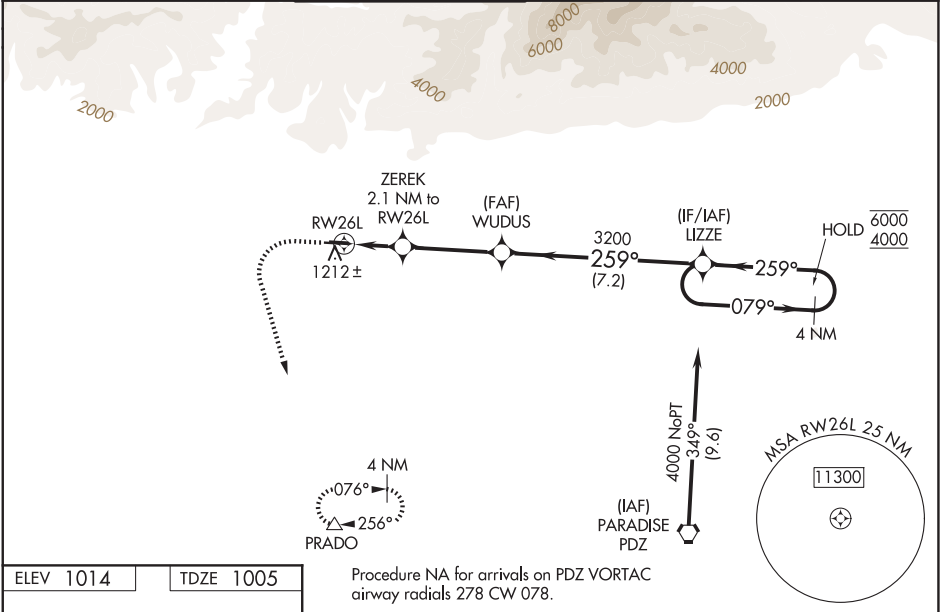 8000
6000
4000
4000
2000
2000
ZEREK
2.1 NM to
RW26L
(FAF)
WUDUS
(IF/IAF)
LIZZE
HOLD
6000
4000
RW26L
1212 ±
3200
259°
(7.2)
259°
079°
4 NM
4000 NoPT
349°
(9.6)
MSA RW26L 25 NM
11300
4 NM
076°
256°
PRADO
(IAF)
PARADISE
PDZ
ELEV 1014
TDZE 1005
Procedure NA for arrivals on PDZ VORTAC
airway radials 278 CW 078.